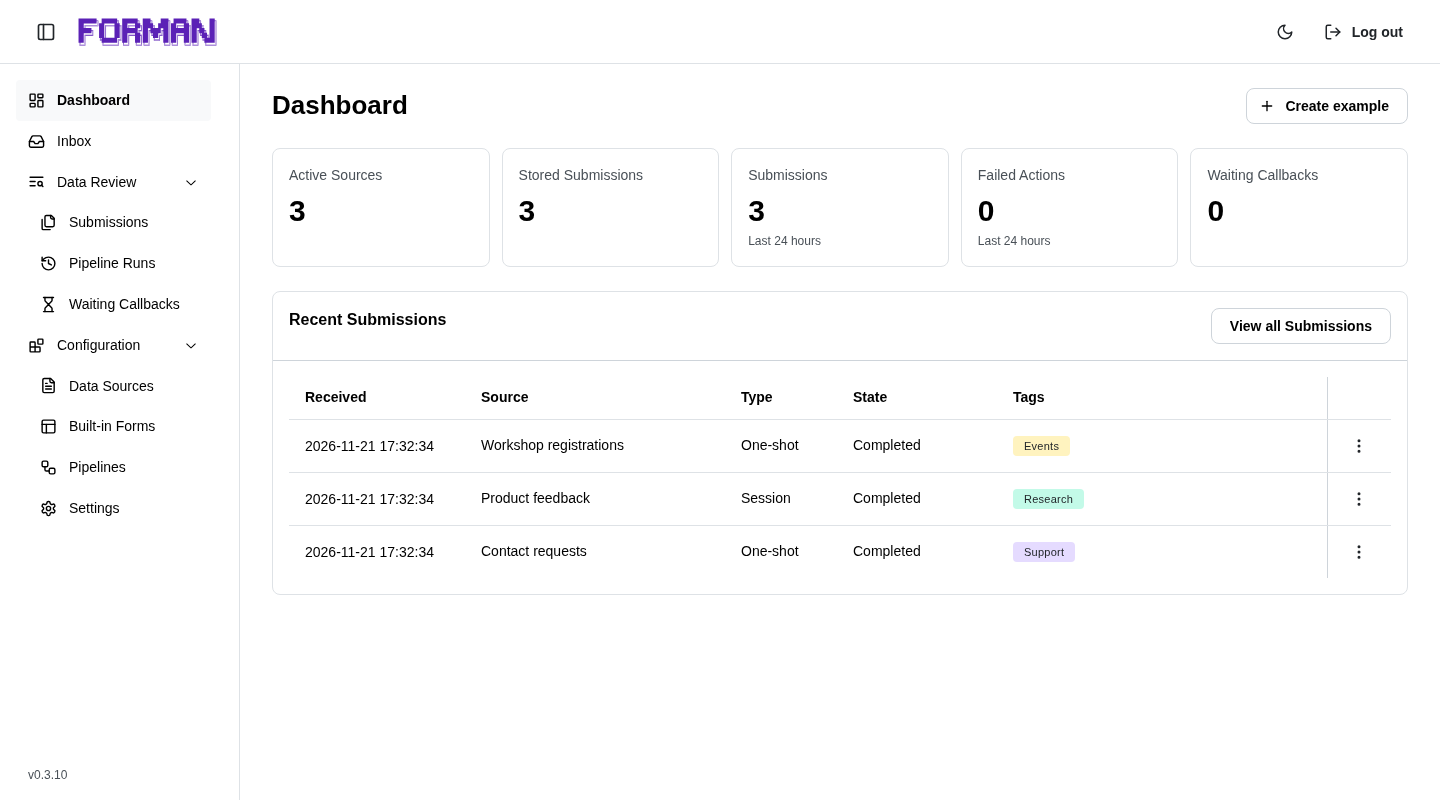 FORMAN
Log out
Dashboard
Inbox
Data Review
Submissions
Pipeline Runs
Waiting Callbacks
Configuration
Data Sources
Built-in Forms
Pipelines
Settings
v0.3.10
Dashboard
Create example
Active Sources
3
Stored Submissions
3
Submissions
3
Last 24 hours
Failed Actions
0
Last 24 hours
Waiting Callbacks
0
Recent Submissions
View all Submissions
Received Source Type State Tags
2026-11-21 17:32:34 Workshop registrations One-shot Completed Events
2026-11-21 17:32:34 Product feedback Session Completed Research
2026-11-21 17:32:34 Contact requests One-shot Completed Support